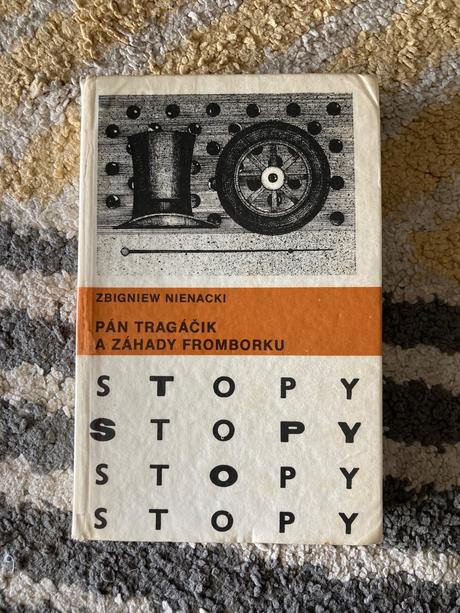 ZBIGNIEW NIENACKI
PÁN TRAGÁČIK
A ZÁHADY FROMBORKU
STOPY
STOPY
STOPY
STOPY